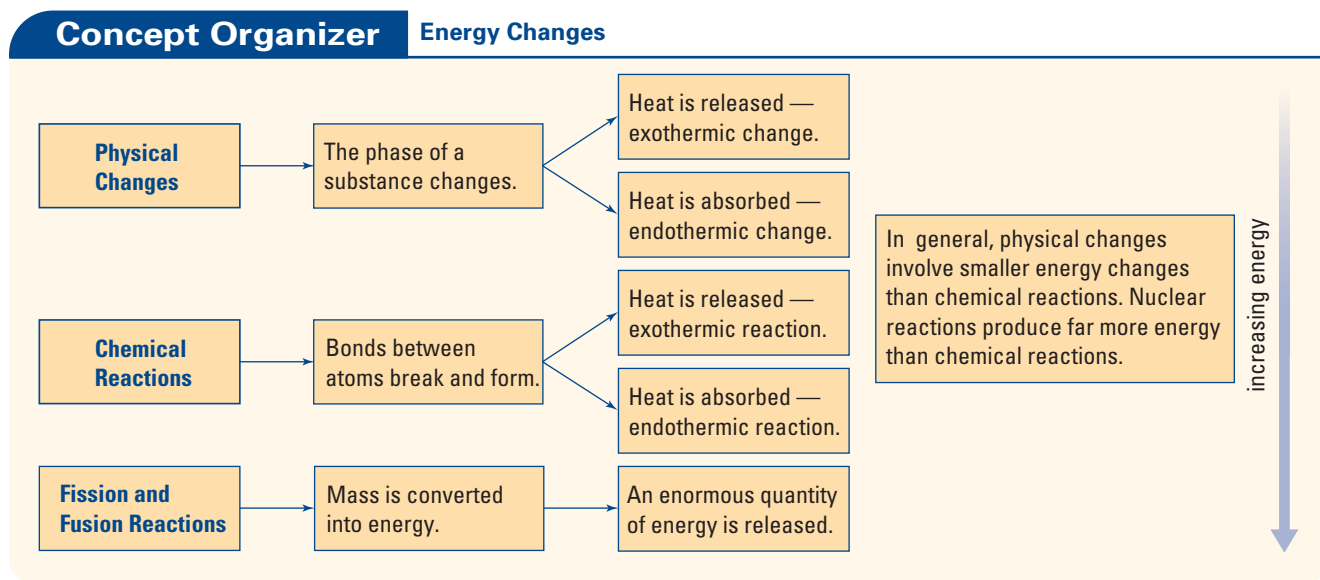 Concept Organizer
Energy Changes
Physical
Changes
The phase of a
substance changes.
Heat is released —
exothermic change.
Heat is absorbed —
endothermic change.
Chemical
Reactions
Bonds between
atoms break and form.
Heat is released —
exothermic reaction.
Heat is absorbed —
endothermic reaction.
Fission and
Fusion Reactions
Mass is converted
into energy.
An enormous quantity
of energy is released.
In general, physical changes
involve smaller energy changes
than chemical reactions. Nuclear
reactions produce far more energy
than chemical reactions.
increasing energy